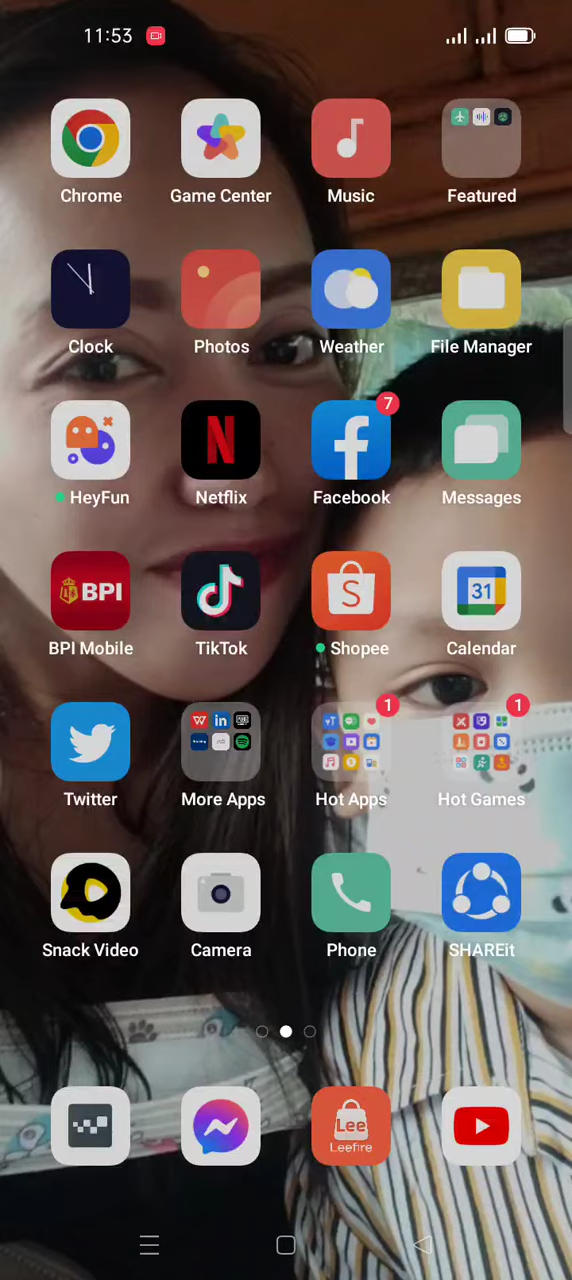 11:53
Chrome
Game Center
Music
Featured
Clock
Photos
Weather
File Manager
N
f
7
HeyFun
Netflix
Facebook
Messages
BPI
S
31
BPI Mobile
TikTok
Shopee
Calendar
W in
1
1
Twitter
More Apps
Hot Apps
Hot Games
Snack Video
Camera
Phone
SHAREit
Lee
Leefire